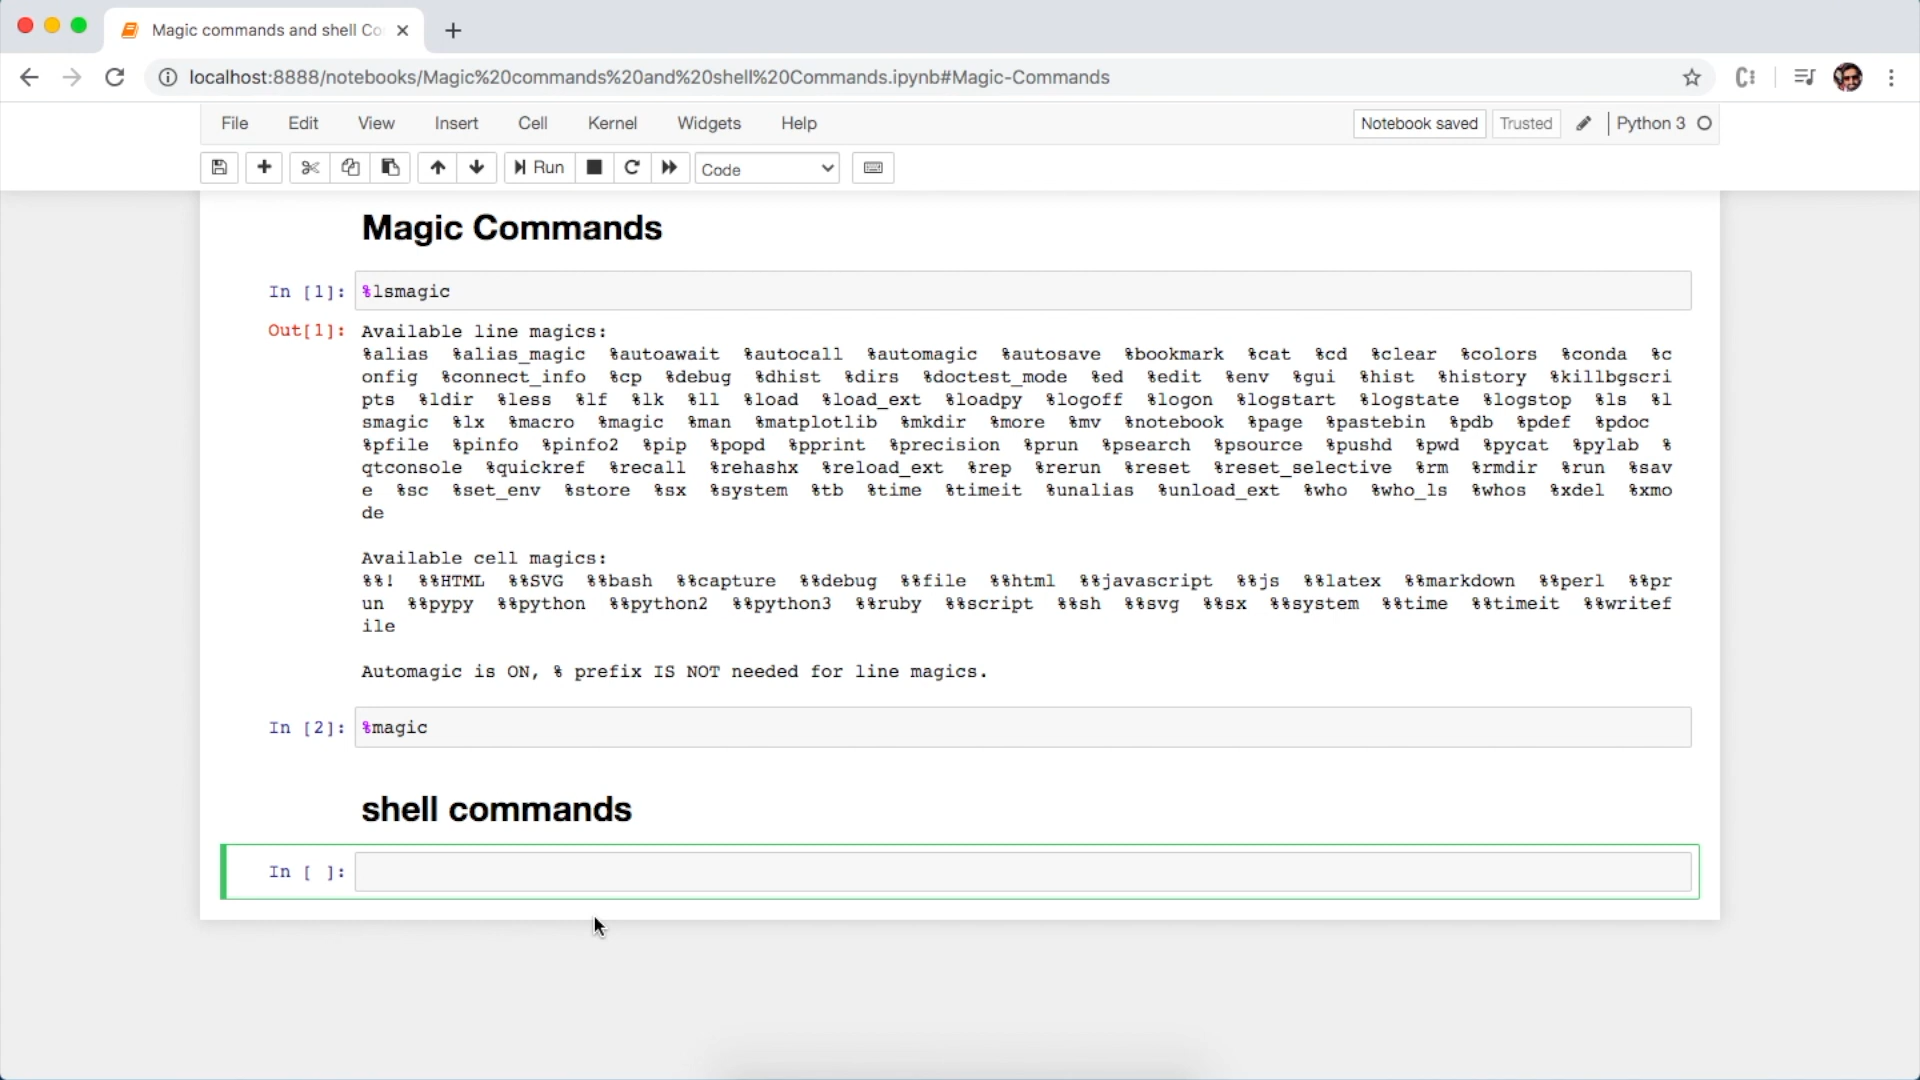 Magic commands and shell Co
localhost:8888/notebooks/Magic%20commands%20and%20shell%20Commands.ipynb#Magic-Commands
File Edit View Insert Cell Kernel Widgets Help Notebook saved Trusted Python 3
Run Code
Magic Commands
In [1]: %lsmagic
Out[1]: Available line magics:
%alias %alias_magic %autoawait %autocall %automagic %autosave %bookmark %cat %cd %clear %colors %conda %c
onfig %connect_info %cp %debug %dhist %dirs %doctest_mode %ed %edit %env %gui %hist %history %killbgscri
pts %ldir %less %lf %lk %ll %load %load_ext %loadpy %logoff %logon %logstart %logstate %logstop %ls %l
smagic %lx %macro %magic %man %matplotlib %mkdir %more %mv %notebook %page %pastebin %pdb %pdef %pdoc
%pfile %pinfo %pinfo2 %pip %popd %pprint %precision %prun %psearch %psource %pushd %pwd %pycat %pylab %
qtconsole %quickref %recall %rehashx %reload_ext %rep %rerun %reset %reset_selective %rm %rmdir %run %sav
e %sc %set_env %store %sx %system %tb %time %timeit %unalias %unload_ext %who %who_ls %whos %xdel %xmo
de
Available cell magics:
%%! %%HTML %%SVG %%bash %%capture %%debug %%file %%html %%javascript %%js %%latex %%markdown %%perl %%pr
un %%pypy %%python %%python2 %%python3 %%ruby %%script %%sh %%svg %%sx %%system %%time %%timeit %%writef
ile
Automagic is ON, % prefix IS NOT needed for line magics.
In [2]: %magic
shell commands
In [ ]: